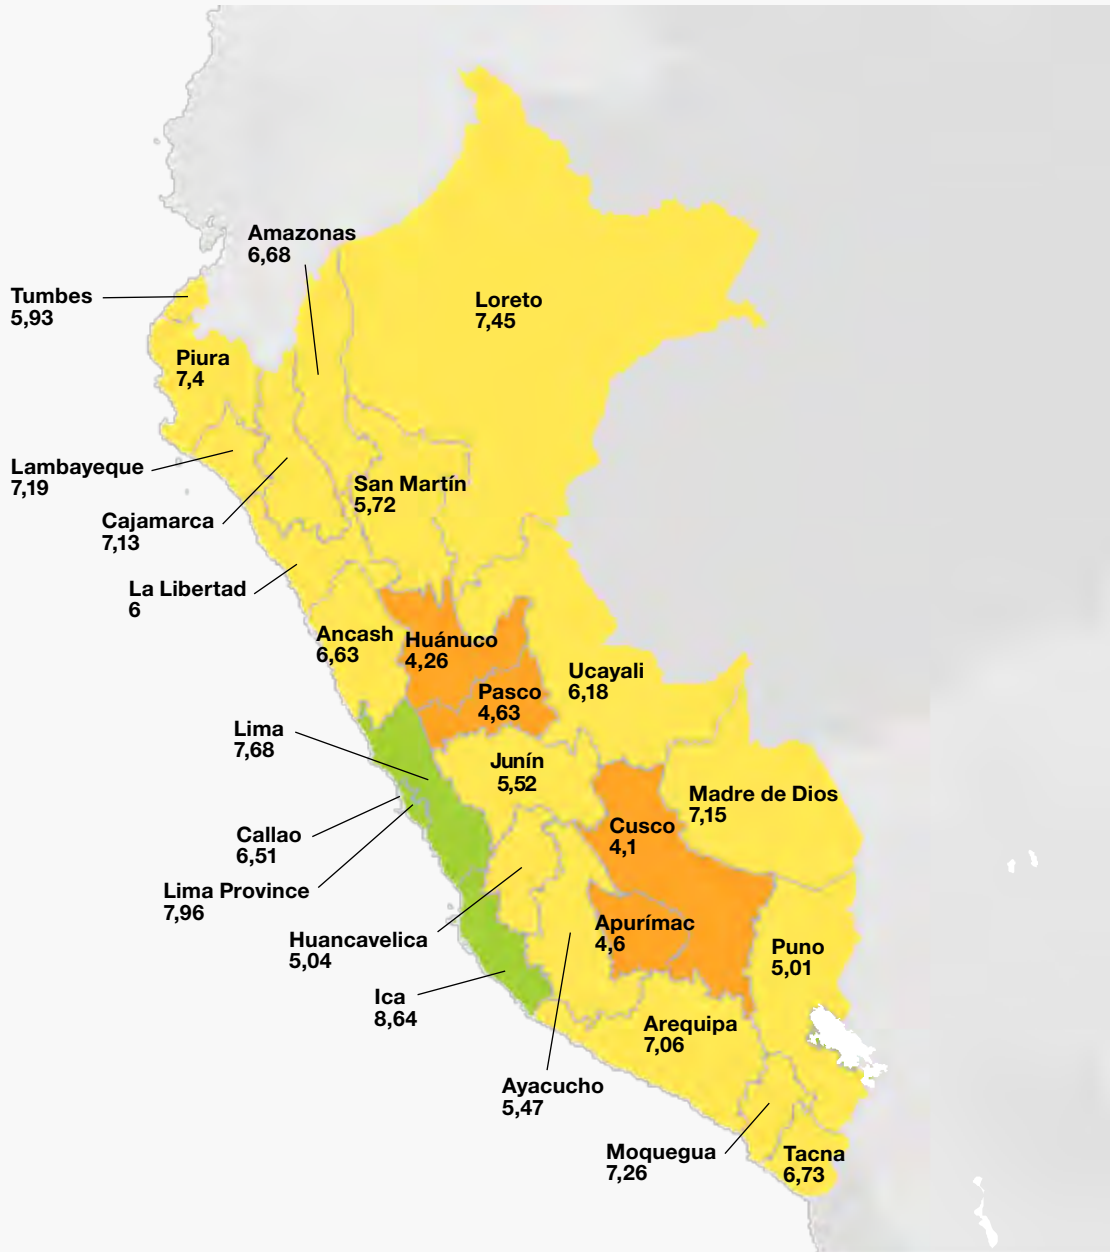 Amazonas
6,68
Tumbes
5,93
Loreto
7,45
Piura
7,4
Lambayeque
7,19
San Martín
5,72
Cajamarca
7,13
La Libertad
6
Ancash
6,63
Huánuco
4,26
Ucayali
6,18
Pasco
4,63
Lima
7,68
Junín
5,52
Madre de Dios
7,15
Cusco
4,1
Callao
6,51
Lima Province
7,96
Apurímac
4,6
Huancavelica
5,04
Puno
5,01
Ica
8,64
Arequipa
7,06
Ayacucho
5,47
Moquegua
7,26
Tacna
6,73